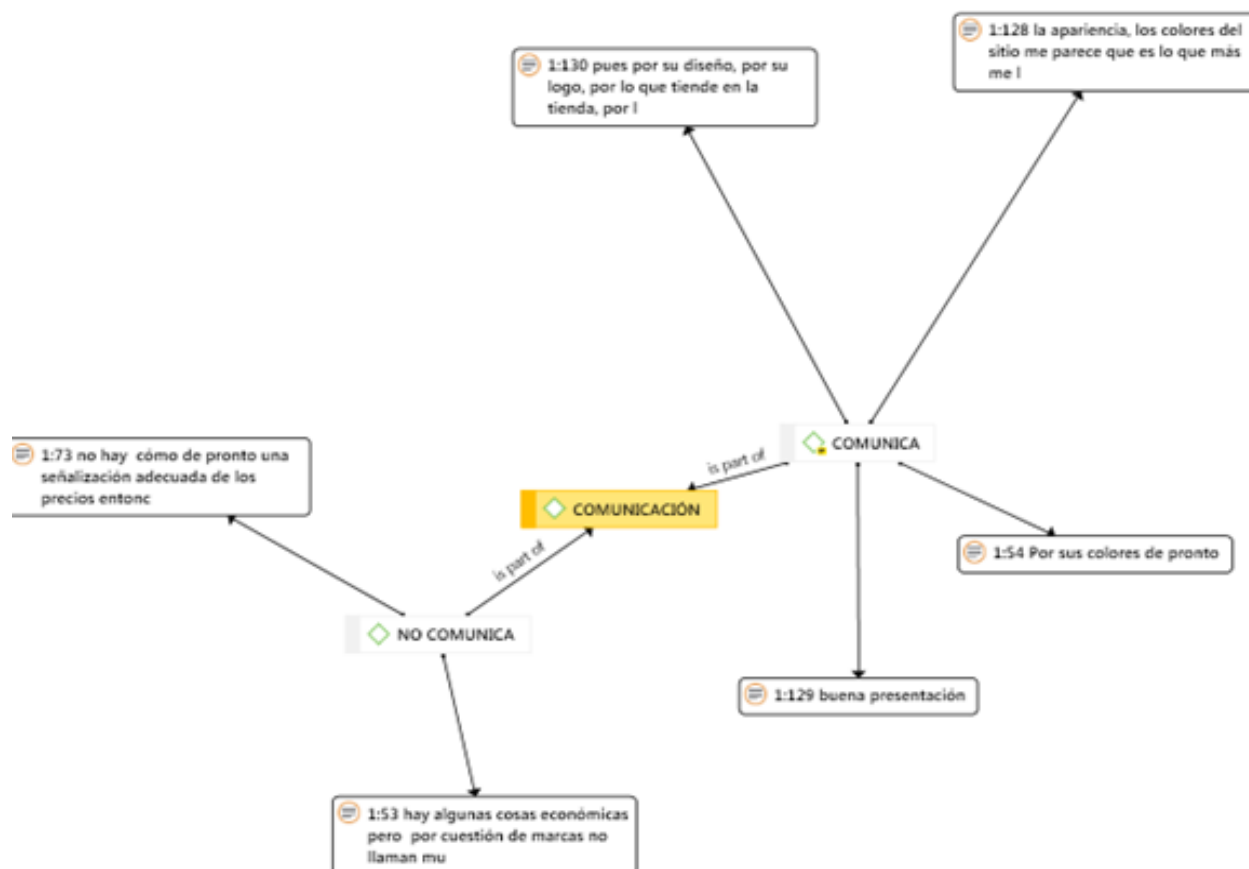 1:128 la apariencia, los colores del
sitio me parece que es lo que más
me l
1:130 pues por su diseño, por su
logo, por lo que tiende en la
tienda, por l
COMUNICA
is part of
1:73 no hay  cómo de pronto una
señalización adecuada de los
precios entonc
COMUNICACIÓN
is part of
1:54 Por sus colores de pronto
NO COMUNICA
1:129 buena presentación
1:53 hay algunas cosas económicas
pero  por cuestión de marcas no
llaman mu